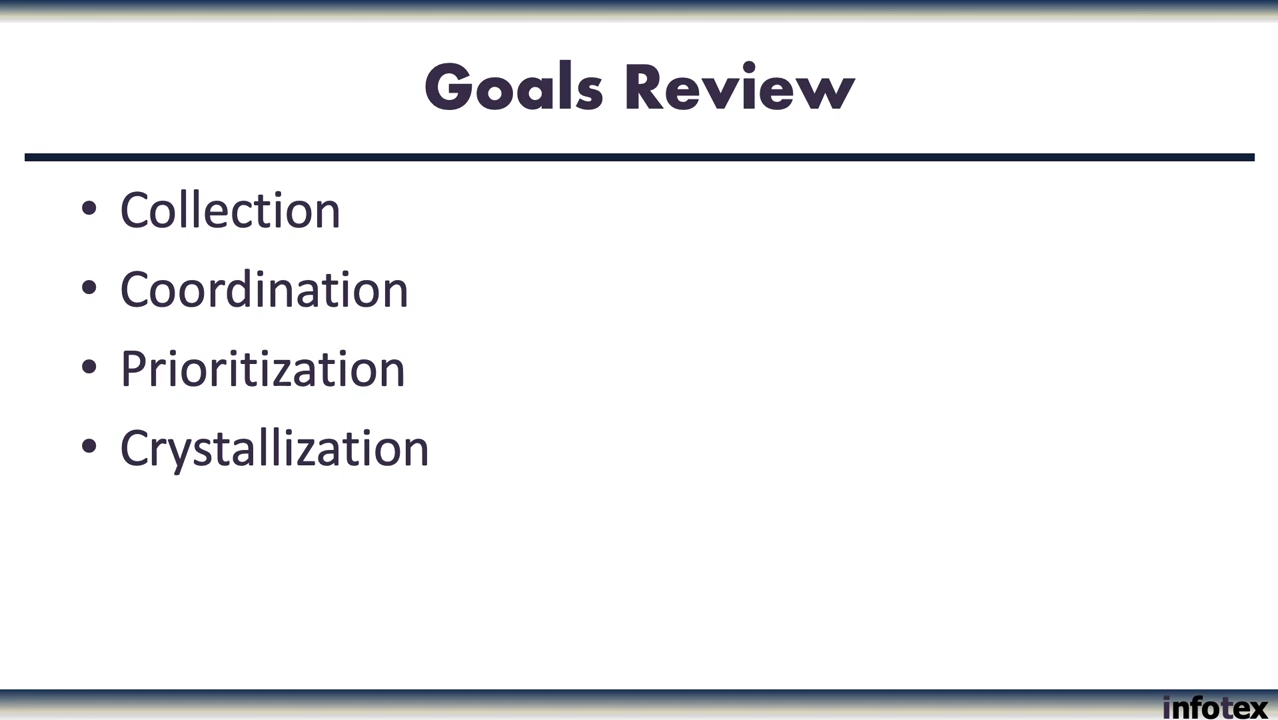 Goals Review
• Collection
• Coordination
• Prioritization
• Crystallization
infotex